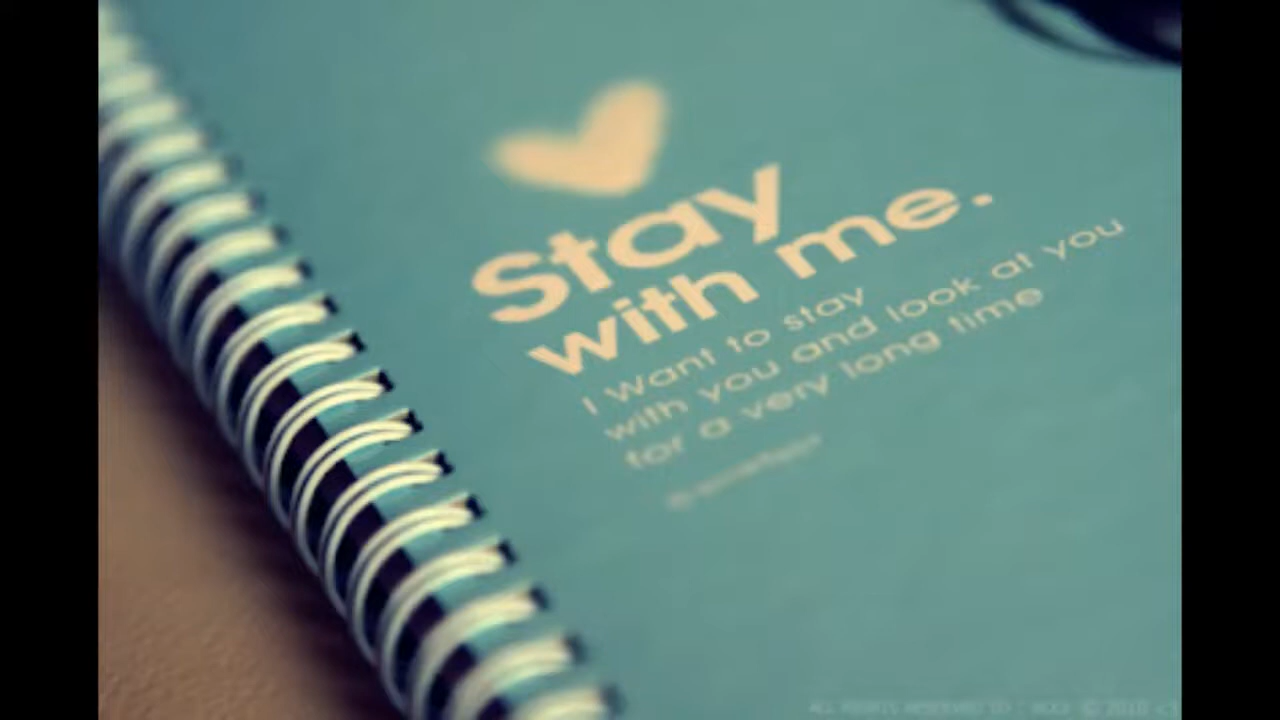 Stay
with me.
I want to stay
with you and look at you
for a very long time